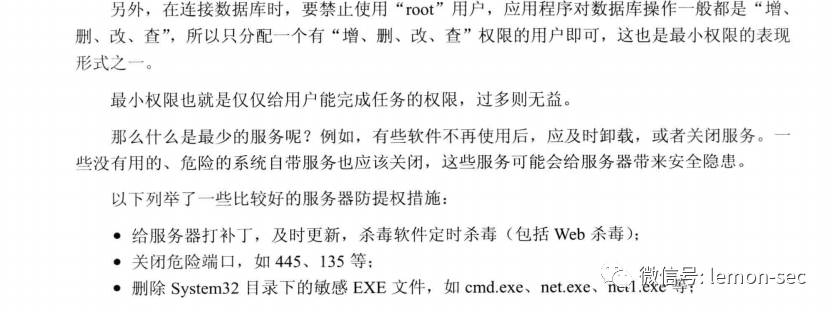 另外，在连接数据库时，要禁止使用“root”用户，应用程序对数据库操作一般都是“增、
删、改、查”，所以只分配一个有“增、删、改、查”权限的用户即可，这也是最小权限的表现
形式之一。
最小权限也就是仅仅给用户能完成任务的权限，过多则无益。
那么什么是最少的服务呢？例如，有些软件不再使用后，应及时卸载，或者关闭服务。一
些没有用的、危险的系统自带服务也应该关闭，这些服务可能会给服务器带来安全隐患。
以下列举了一些比较好的服务器防提权措施：
● 给服务器打补丁，及时更新，杀毒软件定时杀毒（包括 Web 杀毒）；
● 关闭危险端口，如 445、135 等；
● 删除 System32 目录下的敏感 EXE 文件，如 cmd.exe、net.exe、net1.exe 等；
微信号: lemon-sec